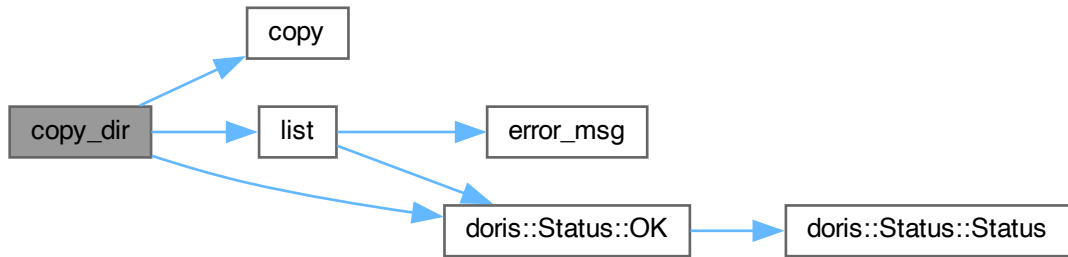 copy
copy_dir
list
error_msg
doris::Status::OK
doris::Status::Status